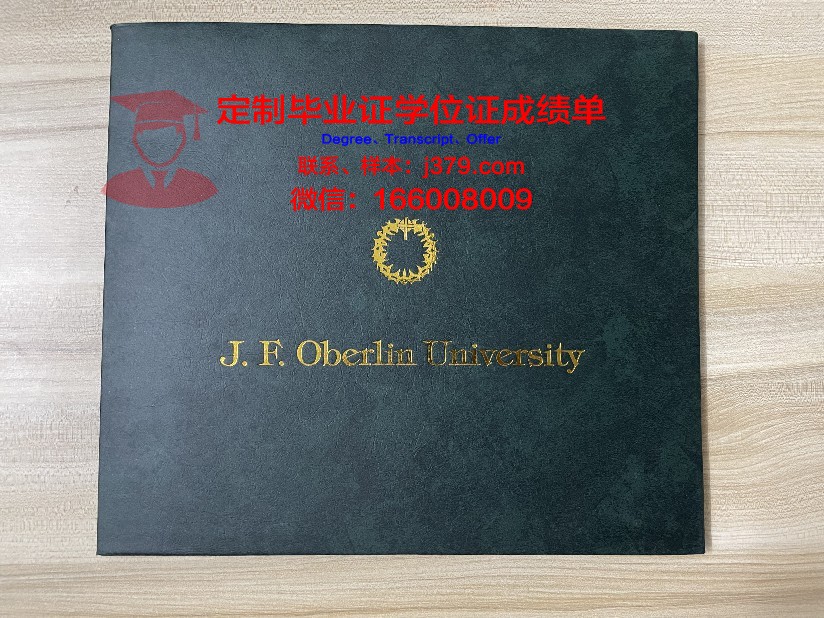 定制毕业证学位证成绩单
Degree、Transcript、Offer
联系、样本：j379.com
微信：166008009
J. F. Oberlin University